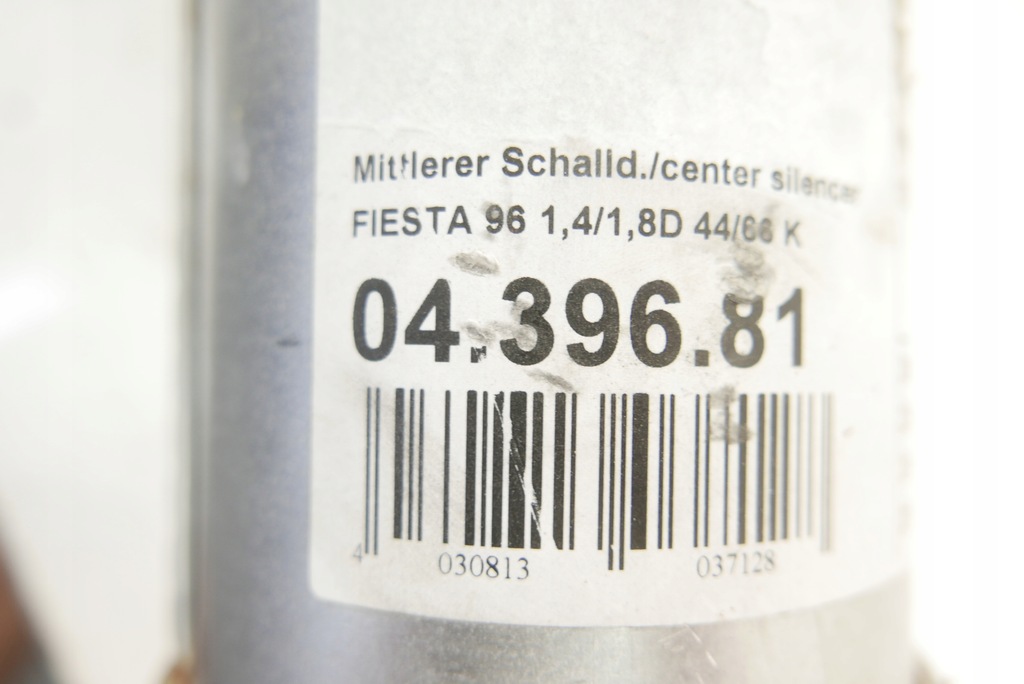 Mittlerer Schalld./center silencer
FIESTA 96 1,4/1,8D 44/66 K
04.396.81
4 030813 037128